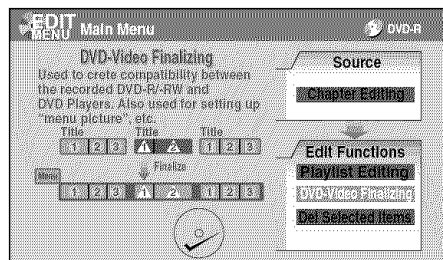 EDIT
MENU
Main Menu
DVD-R
DVD-Video Finalizing
Used to crete compatibility between
the recorded DVD-R/-RW and
DVD Players. Also used for setting up
"menu picture", etc.
Title Title Title
1 2 3 1 2 1 2 3
Finalize
Menu
1 2 3 1 2 1 2 3
Source
Chapter Editing
Edit Functions
Playlist Editing
DVD-Video Finalizing
Del Selected Items